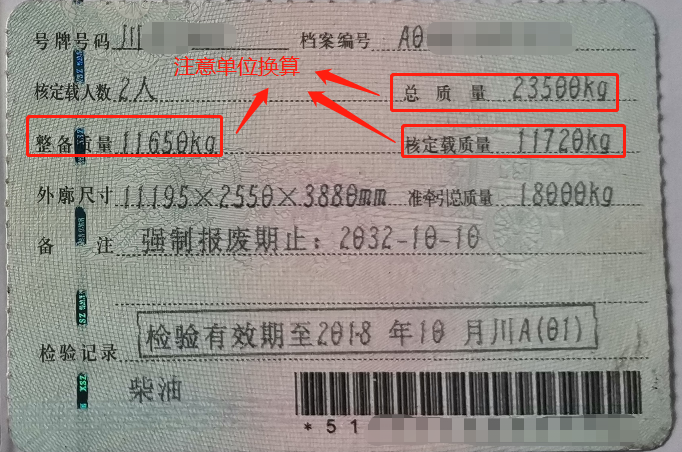 号牌号码 川 档案编号 A0
注意单位换算
核定载人数 2人 总质量 23500kg
整备质量 11650kg 核定载质量 11720kg
外廓尺寸 11195×2550×3880mm 准牵引总质量 18000kg
备注 强制报废期止：2032-10-10
检验记录 检验有效期至2018年10月川A(01)
柴油
*51